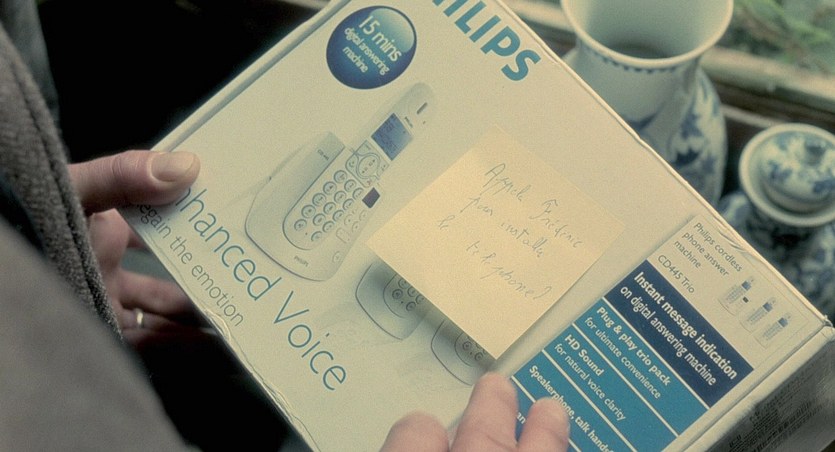 PHILIPS
15 mins
digital answering
machine
Enhanced Voice
regain the emotion
Appele Frédéric
pour installer
le téléphone!
Philips cordless
phone answer
machine
CD445 Trio
Instant message indication
on digital answering machine
Plug & play trio pack
for ultimate convenience
HD Sound
for natural voice clarity
Speakerphone, talk hands